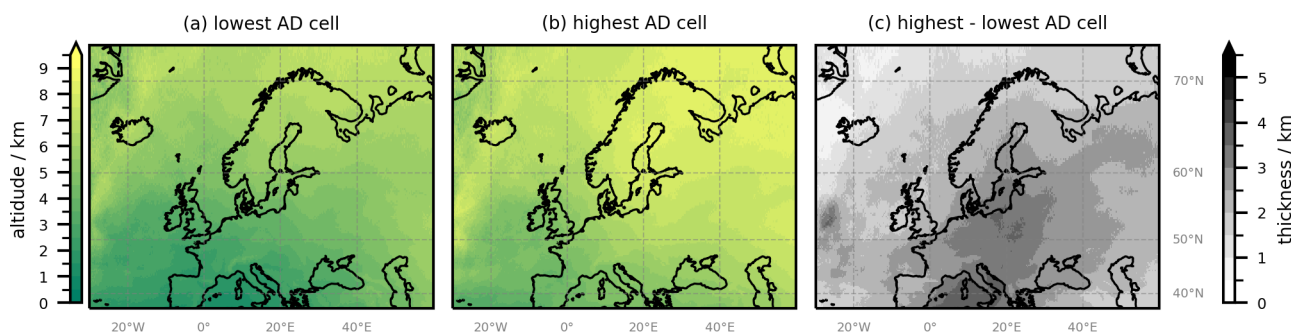 (a) lowest AD cell
(b) highest AD cell
(c) highest - lowest AD cell
altidude / km
9
8
7
6
5
4
3
2
1
0
20°W 0° 20°E 40°E
20°W 0° 20°E 40°E
20°W 0° 20°E 40°E
70°N
60°N
50°N
40°N
5
4
3
2
1
0
thickness / km